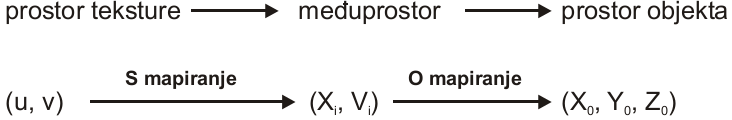 prostor teksture međuprostor prostor objekta
S mapiranje O mapiranje
(u, v) (Xᵢ, Vᵢ) (X₀, Y₀, Z₀)